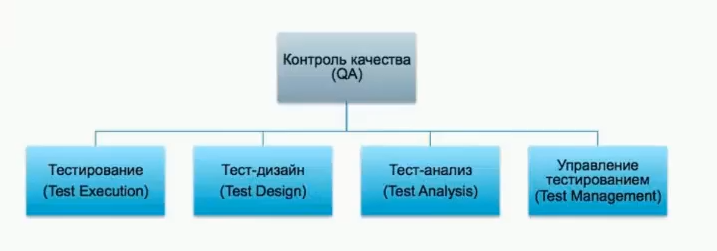 Контроль качества
(QA)
Тестирование
(Test Execution)
Тест-дизайн
(Test Design)
Тест-анализ
(Test Analysis)
Управление
тестированием
(Test Management)